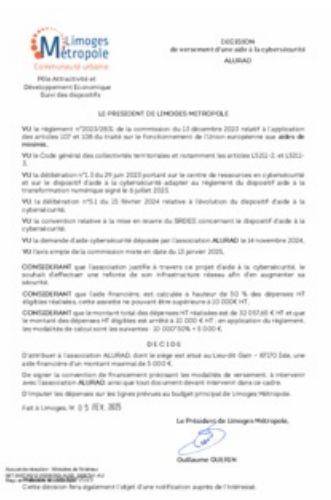 Limoges
Métropole
Communauté urbaine
Pôle Attractivité et
Développement Economique
Suivi des dispositifs
DECISION
de versement d'une aide à la cybersécurité
ALURAD
LE PRESIDENT DE LIMOGES METROPOLE
VU le règlement n°2023/2831 de la commission du 13 décembre 2023 relatif à l'application
des articles 107 et 108 du traité sur le fonctionnement de l'Union européenne aux aides de
minimis,
VU le Code général des collectivités territoriales et notamment les articles L5211-2, et L5211-
VU la délibération n°1.3 du 29 juin 2023 portant sur le centre de ressources en cybersécurité
et sur le dispositif d'aide à la cybersécurité adapter au règlement du dispositif aide à la
transformation numérique signé le 6 juillet 2023,
VU la délibération n°5.1 du 15 février 2024 relative à l'évolution du dispositif d'aide à la
cybersécurité,
VU la convention relative à la mise en œuvre du SRDEII concernant le dispositif d'aide à la
cybersécurité,
VU la demande d'aide cybersécurité déposée par l'association ALURAD le 14 novembre 2024,
VU l'avis simple de la commission mixte en date du 13 janvier 2025,
CONSIDERANT que l'association justifie à travers ce projet d'aide à la cybersécurité, le
souhait d'effectuer une refonte de son infrastructure réseau afin d'en augmenter sa
sécurité,
CONSIDERANT que l'aide financière, est calculée à hauteur de 50 % des dépenses HT
éligibles réalisées, cette assiette ne pouvant être supérieure à 10 000€ HT,
CONSIDERANT que le montant total des dépenses HT réalisées est de 32 037,65 € HT et que
le montant des dépenses HT éligibles est arrêté à 10 000 € HT - en application du règlement,
les modalités de calcul sont les suivantes : 10 000*50% = 5 000 €,
DECIDE
D'attribuer à l'association ALURAD, dont le siège est situé au Lieu-dit Gain – 87170 Isle, une
aide financière d'un montant maximal de 5 000 €.
De signer la convention de financement précisant les modalités de versement, à intervenir
avec l'association ALURAD, ainsi que tout document devant intervenir dans ce cadre.
D'imputer les dépenses sur les lignes prévues au budget principal de Limoges Métropole.
Fait à Limoges, le 05 FEV. 2025
Le Président de Limoges Métropole,
Guillaume GUERIN
Accusé de réception - Ministère de l'Intérieur
Cette décision fera également l'objet d'une notification auprès de l'intéressé.